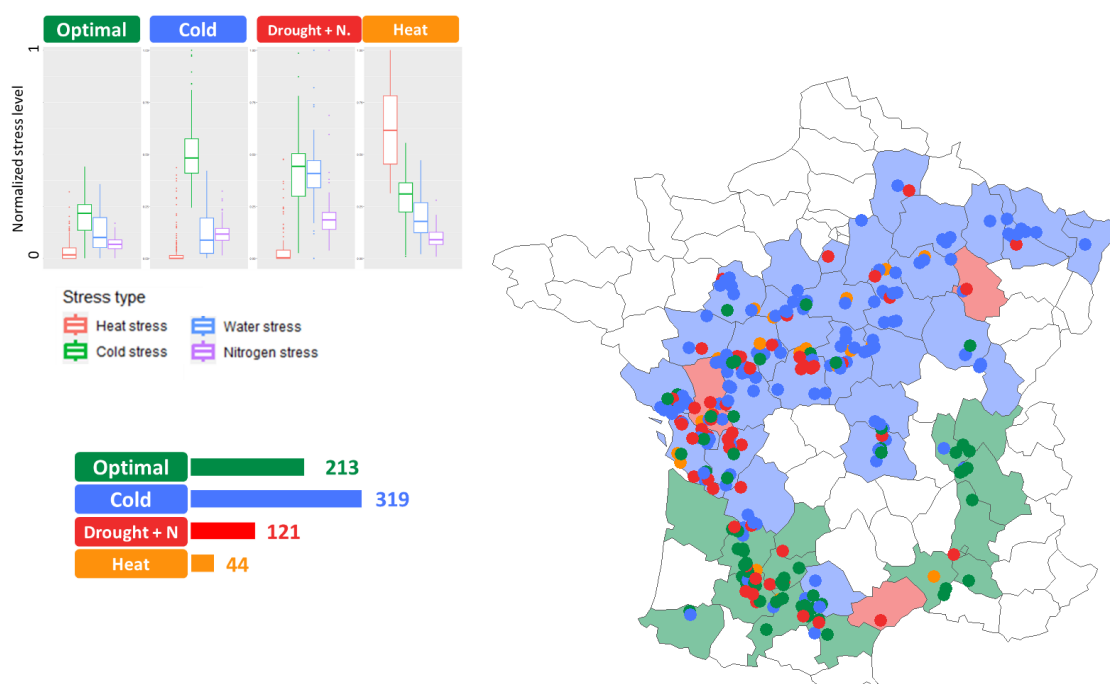 Optimal Cold Drought + N. Heat
1
Normalized stress level
0
Stress type
Heat stress Water stress
Cold stress Nitrogen stress
Optimal 213
Cold 319
Drought + N 121
Heat 44